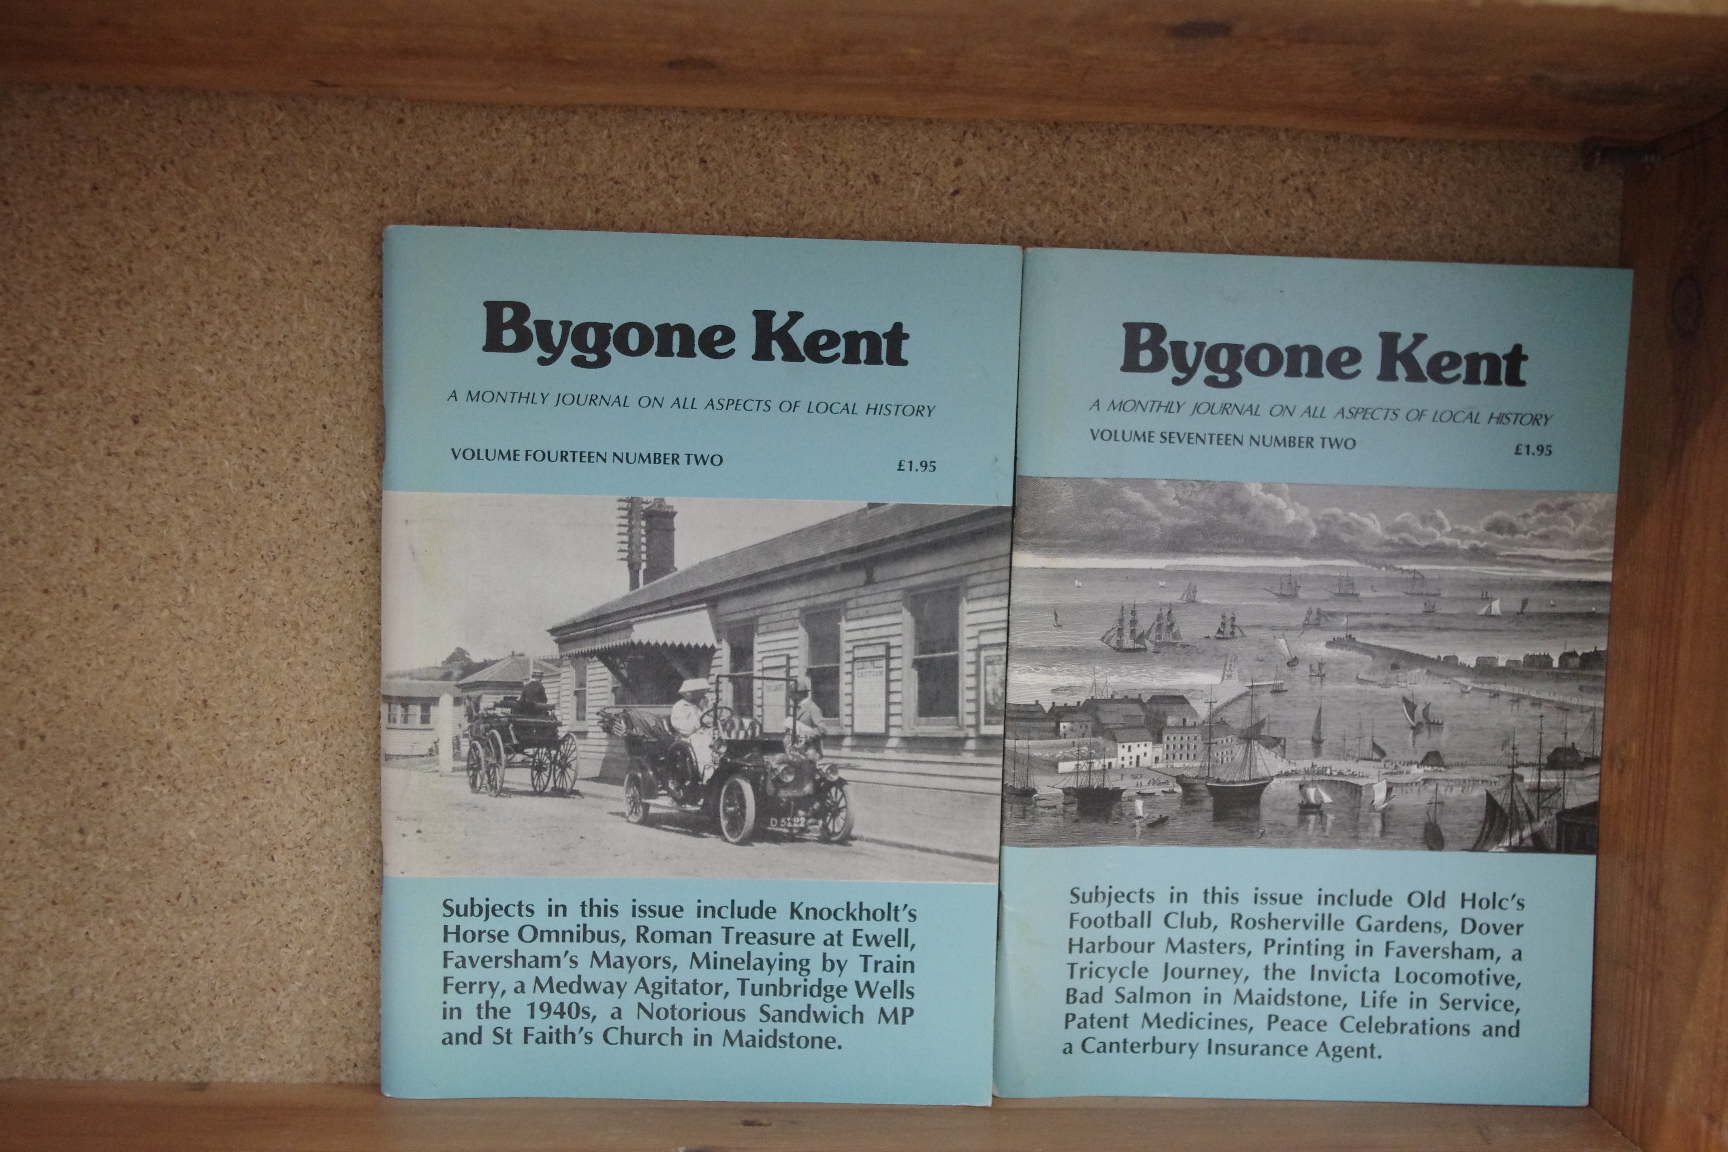 Bygone Kent
A MONTHLY JOURNAL ON ALL ASPECTS OF LOCAL HISTORY
VOLUME FOURTEEN NUMBER TWO
£1.95
Subjects in this issue include Knockholt's
Horse Omnibus, Roman Treasure at Ewell,
Faversham's Mayors, Minelaying by Train
Ferry, a Medway Agitator, Tunbridge Wells
in the 1940s, a Notorious Sandwich MP
and St Faith's Church in Maidstone.
Bygone Kent
A MONTHLY JOURNAL ON ALL ASPECTS OF LOCAL HISTORY
VOLUME SEVENTEEN NUMBER TWO
£1.95
Subjects in this issue include Old Holc's
Football Club, Rosherville Gardens, Dover
Harbour Masters, Printing in Faversham, a
Tricycle Journey, the Invicta Locomotive,
Bad Salmon in Maidstone, Life in Service,
Patent Medicines, Peace Celebrations and
a Canterbury Insurance Agent.